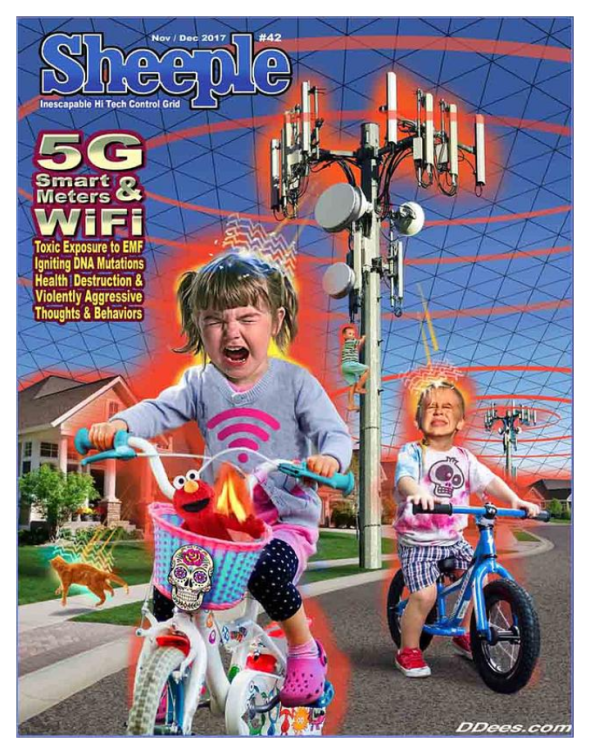 Nov / Dec 2017 #42
Sheeple
Inescapable Hi Tech Control Grid
5G
Smart
Meters &
WiFi
Toxic Exposure to EMF
Igniting DNA Mutations
Health Destruction &
Violently Aggressive
Thoughts & Behaviors
DDees.com